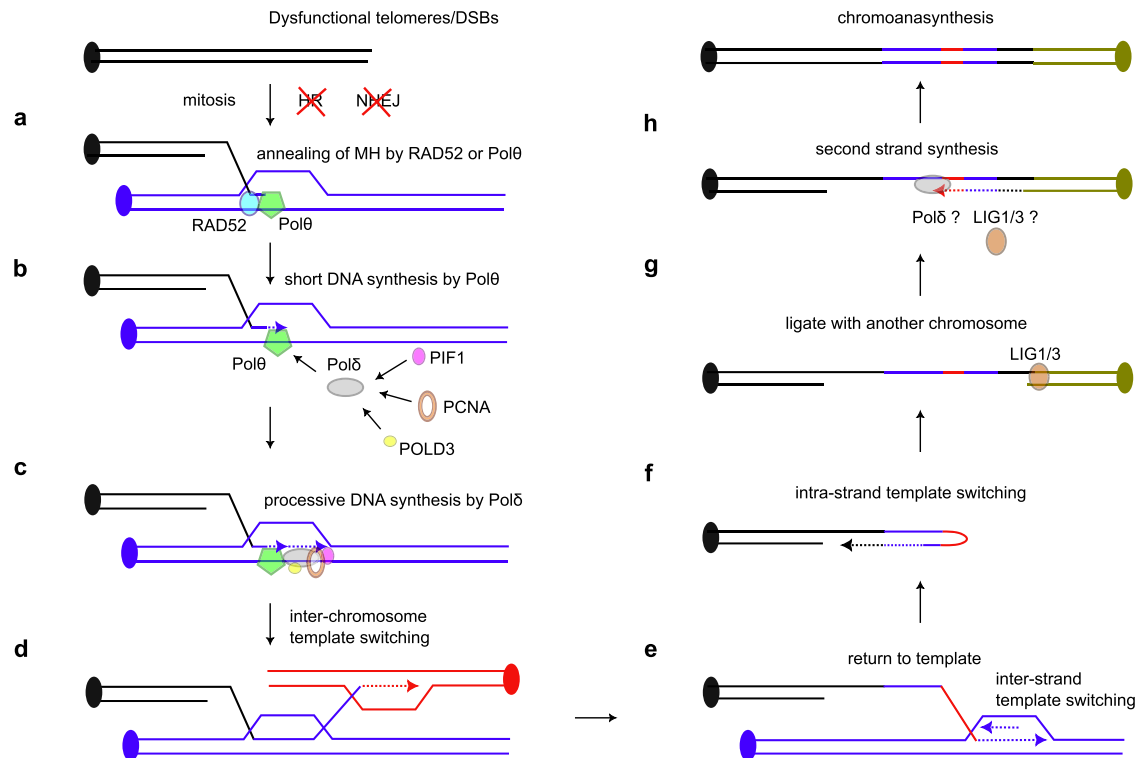 Dysfunctional telomeres/DSBs
mitosis
HR
NHEJ
a
annealing of MH by RAD52 or Polθ
RAD52
Polθ
b
short DNA synthesis by Polθ
Polθ
Polδ
PIF1
PCNA
POLD3
c
processive DNA synthesis by Polδ
inter-chromosome
template switching
d
e
return to template
inter-strand
template switching
f
intra-strand template switching
g
ligate with another chromosome
LIG1/3
h
second strand synthesis
Polδ ?
LIG1/3 ?
chromoanasynthesis